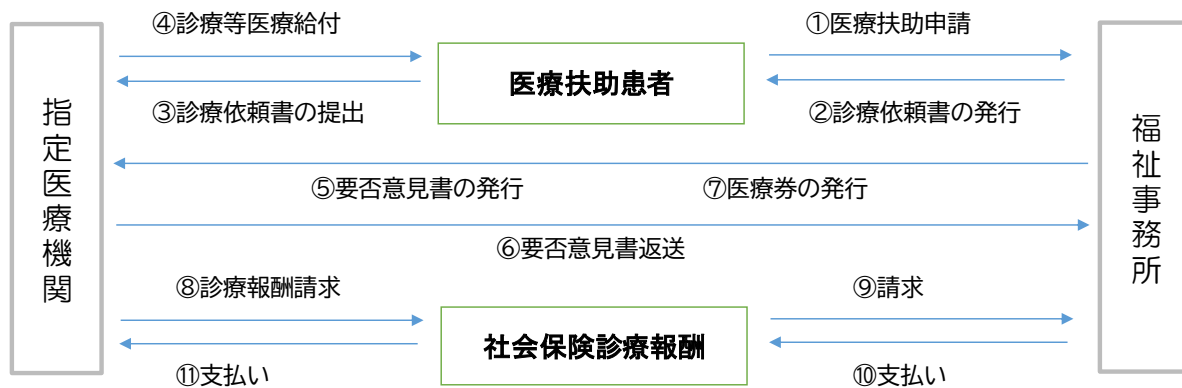 ④診療等医療給付
①医療扶助申請
医療扶助患者
③診療依頼書の提出
②診療依頼書の発行
指定医療機関
福祉事務所
⑤要否意見書の発行
⑦医療券の発行
⑥要否意見書返送
⑧診療報酬請求
⑨請求
社会保険診療報酬
⑪支払い
⑩支払い